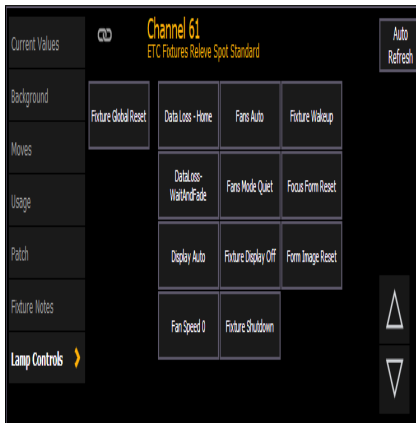 Channel 61
ETC Fixtures Releve Spot Standard
Auto
Refresh
Current Values
Background
Moves
Usage
Patch
Fixture Notes
Lamp Controls
Fixture Global Reset
Data Loss - Home
Fans Auto
Fixture Wakeup
DataLoss-
WaitAndFade
Fans Mode Quiet
Focus Form Reset
Display Auto
Fixture Display Off
Form Image Reset
Fan Speed 0
Fixture Shutdown